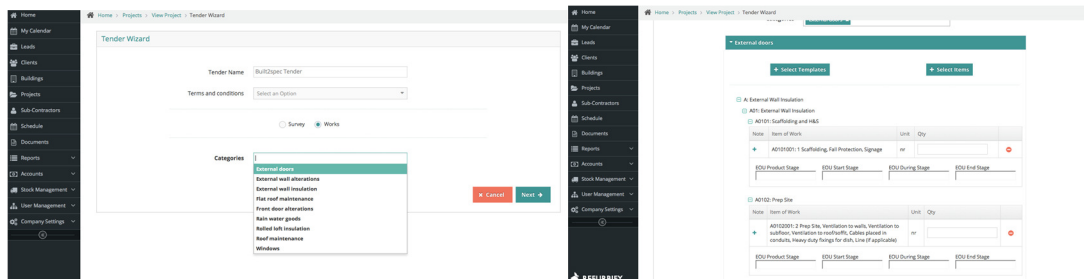 Home
My Calendar
Leads
Clients
Buildings
Projects
Sub-Contractors
Schedule
Documents
Reports
Accounts
Stock Management
User Management
Company Settings
Home > Projects > View Project > Tender Wizard
Tender Wizard
Tender Name Built2spec Tender
Terms and conditions Select an Option
Survey Works
Categories
External doors
External wall alterations
External wall insulation
Flat roof maintenance
Front door alterations
Rain water goods
Rolled loft insulation
Roof maintenance
Windows
× Cancel Next →
Home
My Calendar
Leads
Clients
Buildings
Projects
Sub-Contractors
Schedule
Documents
Reports
Accounts
Stock Management
User Management
Company Settings
REFURBIFY
Home > Projects > View Project > Tender Wizard
External doors
+ Select Templates + Select Items
A: External Wall Insulation
A01: External Wall Insulation
A0101: Scaffolding and H&S
Note Item of Work Unit Qty
+ A0101001: 1 Scaffolding, Fall Protection, Signage nr
EOU Product Stage EOU Start Stage EOU During Stage EOU End Stage
A0102: Prep Site
Note Item of Work Unit Qty
A0102001: 2 Prep Site, Ventilation to walls, Ventilation to
+ subfloor, Ventilation to roof/soffit, Cables placed in nr
conduits, Heavy duty fixings for dish, Line (if applicable)
EOU Product Stage EOU Start Stage EOU During Stage EOU End Stage